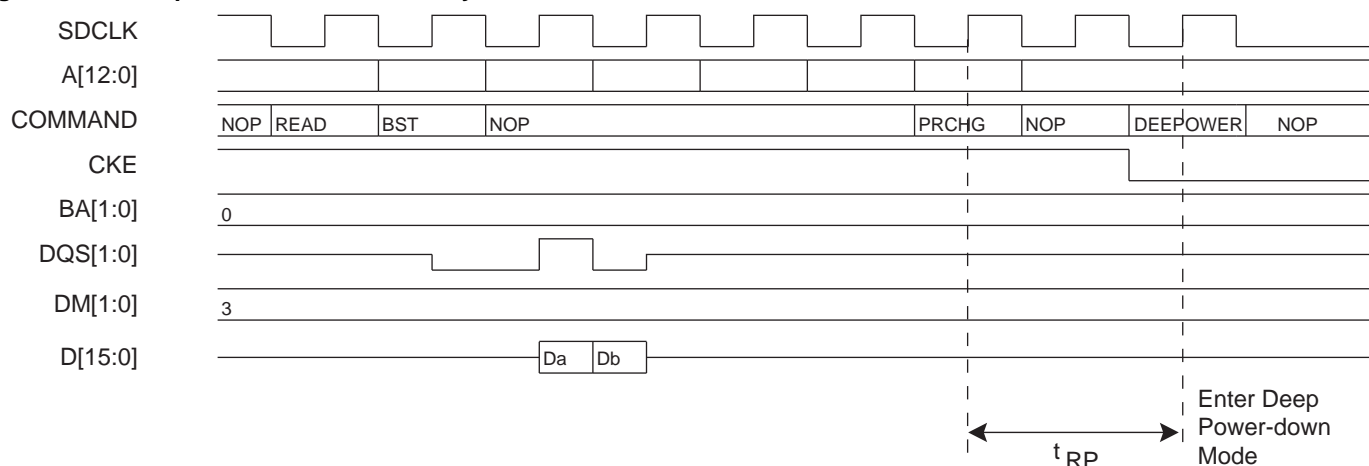 SDCLK
A[12:0]
COMMAND NOP READ BST NOP PRCHG NOP DEEPOWER NOP
CKE
BA[1:0] 0
DQS[1:0]
DM[1:0] 3
D[15:0] Da Db
t RP
Enter Deep
Power-down
Mode